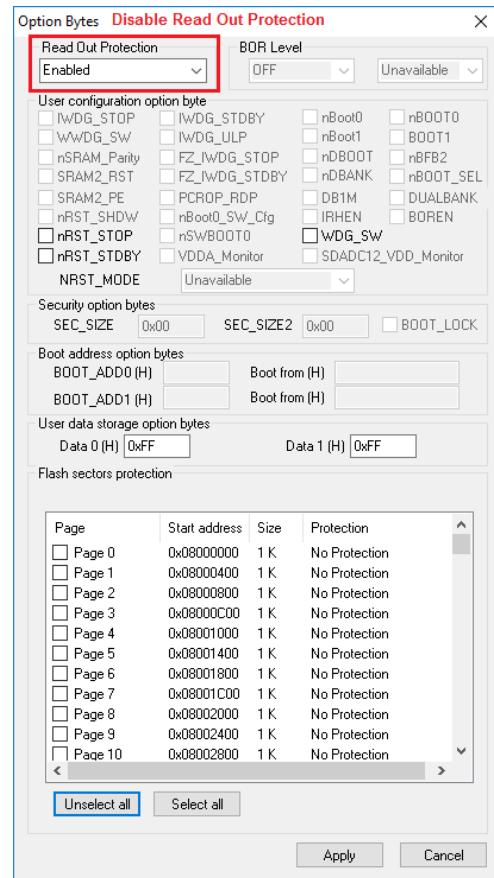 Option Bytes Disable Read Out Protection
Read Out Protection BOR Level
Enabled OFF Unavailable
User configuration option byte
IWDG_STOP IWDG_STDBY nBoot0 nBOOT0
WWDG_SW IWDG_ULP nBoot1 BOOT1
nSRAM_Parity FZ_IWDG_STOP nDBOOT nBFB2
SRAM2_RST FZ_IWDG_STDBY nDBANK nBOOT_SEL
SRAM2_PE PCROP_RDP DB1M DUALBANK
nRST_SHDW nBoot0_SW_Cfg IRHEN BOREN
nRST_STOP nSWBOOT0 WDG_SW
nRST_STDBY VDDA_Monitor SDADC12_VDD_Monitor
NRST_MODE Unavailable
Security option bytes
SEC_SIZE 0x00 SEC_SIZE2 0x00 BOOT_LOCK
Boot address option bytes
BOOT_ADD0 (H) Boot from (H)
BOOT_ADD1 (H) Boot from (H)
User data storage option bytes
Data 0 (H) 0xFF Data 1 (H) 0xFF
Flash sectors protection
Page Start address Size Protection
Page 0 0x08000000 1 K No Protection
Page 1 0x08000400 1 K No Protection
Page 2 0x08000800 1 K No Protection
Page 3 0x08000C00 1 K No Protection
Page 4 0x08001000 1 K No Protection
Page 5 0x08001400 1 K No Protection
Page 6 0x08001800 1 K No Protection
Page 7 0x08001C00 1 K No Protection
Page 8 0x08002000 1 K No Protection
Page 9 0x08002400 1 K No Protection
Page 10 0x08002800 1 K No Protection
Unselect all Select all
Apply Cancel